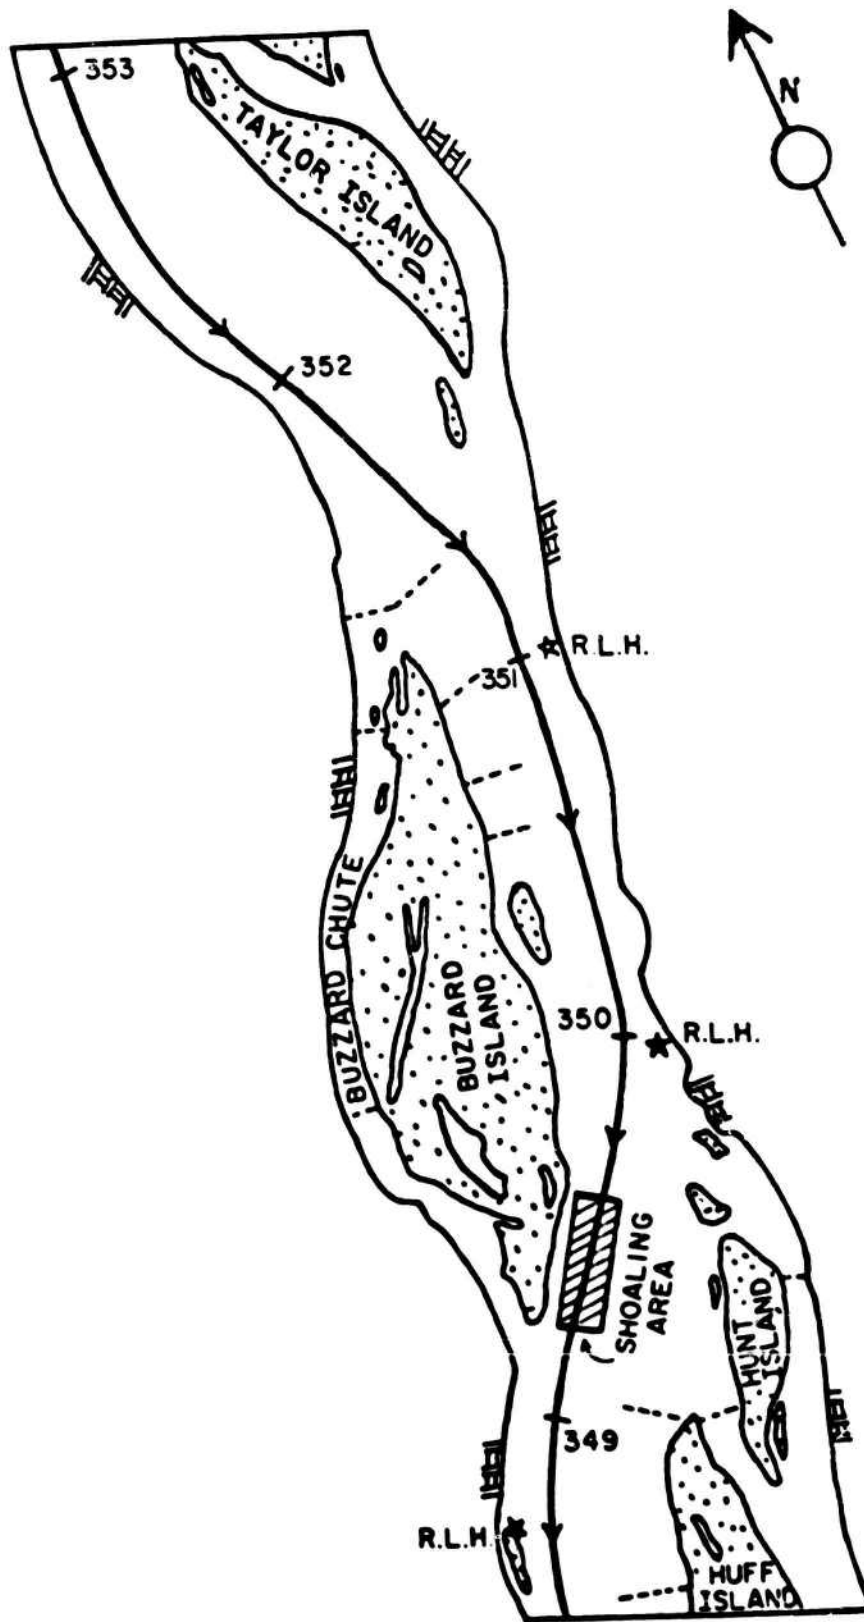 353
N
TAYLOR ISLAND
352
R.L.H.
351
BUZZARD CHUTE
BUZZARD
ISLAND
350
R.L.H.
SHOALING
AREA
HUNT
ISLAND
349
R.L.H.
HUFF
ISLAND